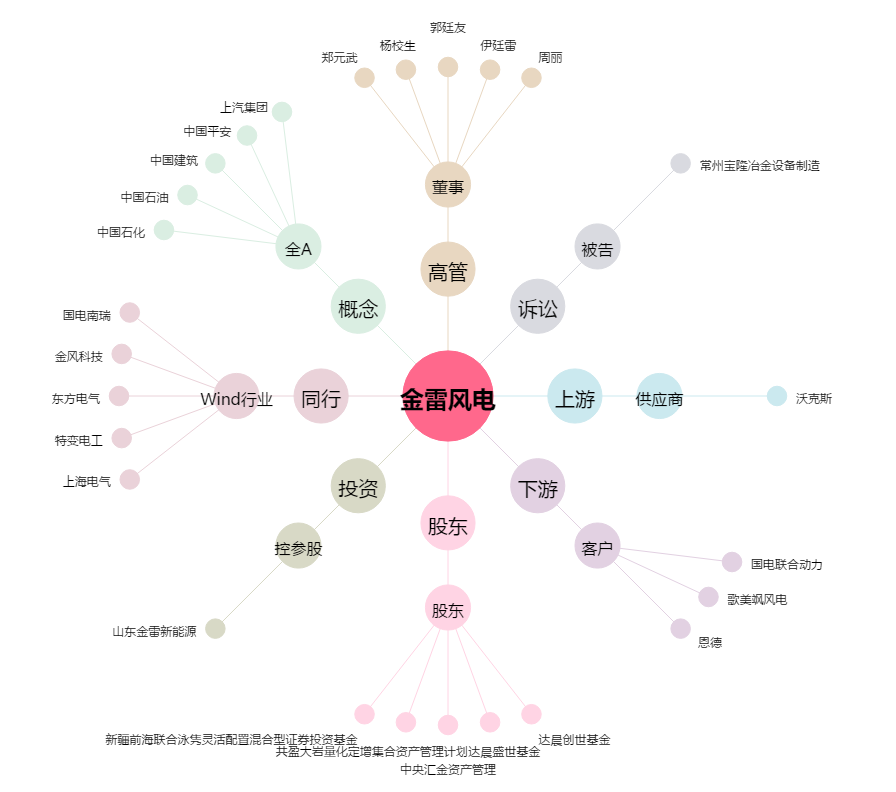 郭廷友
杨校生
伊廷雷
郑元武
周丽
上汽集团
中国平安
中国建筑
中国石油
中国石化
常州宝隆冶金设备制造
董事
全A
被告
高管
概念
诉讼
国电南瑞
金风科技
东方电气
特变电工
上海电气
Wind行业
同行
金雷风电
上游
供应商
沃克斯
投资
下游
控参股
客户
股东
国电联合动力
歌美飒风电
恩德
山东金雷新能源
股东
新疆前海联合泳隽灵活配置混合型证券投资基金
达晨创世基金
共盈大岩量化定增集合资产管理计划
达晨盛世基金
中央汇金资产管理